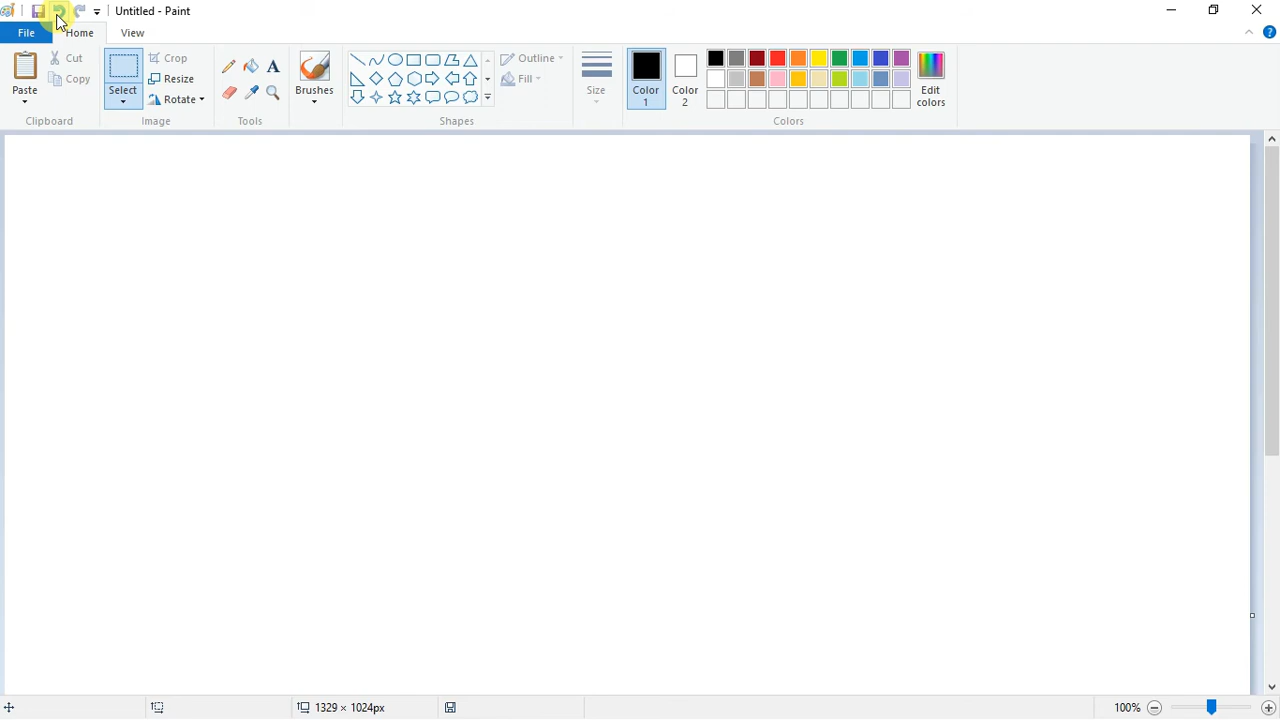 Untitled - Paint
File Home View
Paste
Cut
Copy
Clipboard
Select
Crop
Resize
Rotate
Image
A
Tools
Brushes
Shapes
Outline
Fill
Size
Color 1
Color 2
Edit colors
Colors
1329 × 1024px
100%